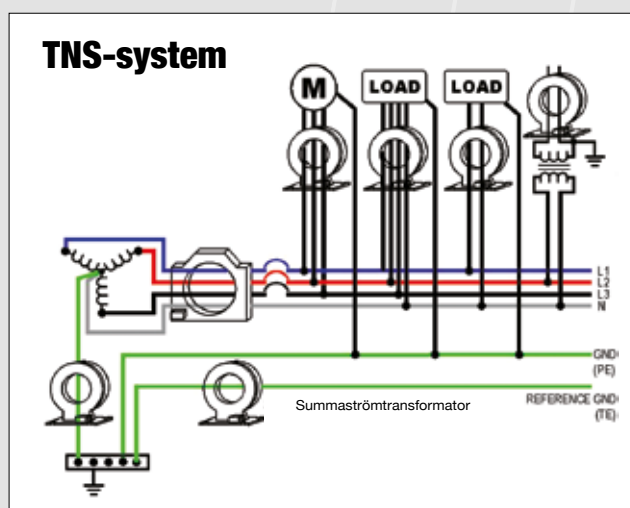 TNS-system
M
LOAD
LOAD
L1
L2
L3
N
GND
(PE)
Summaströmtransformator
REFERENCE GND
(TE)